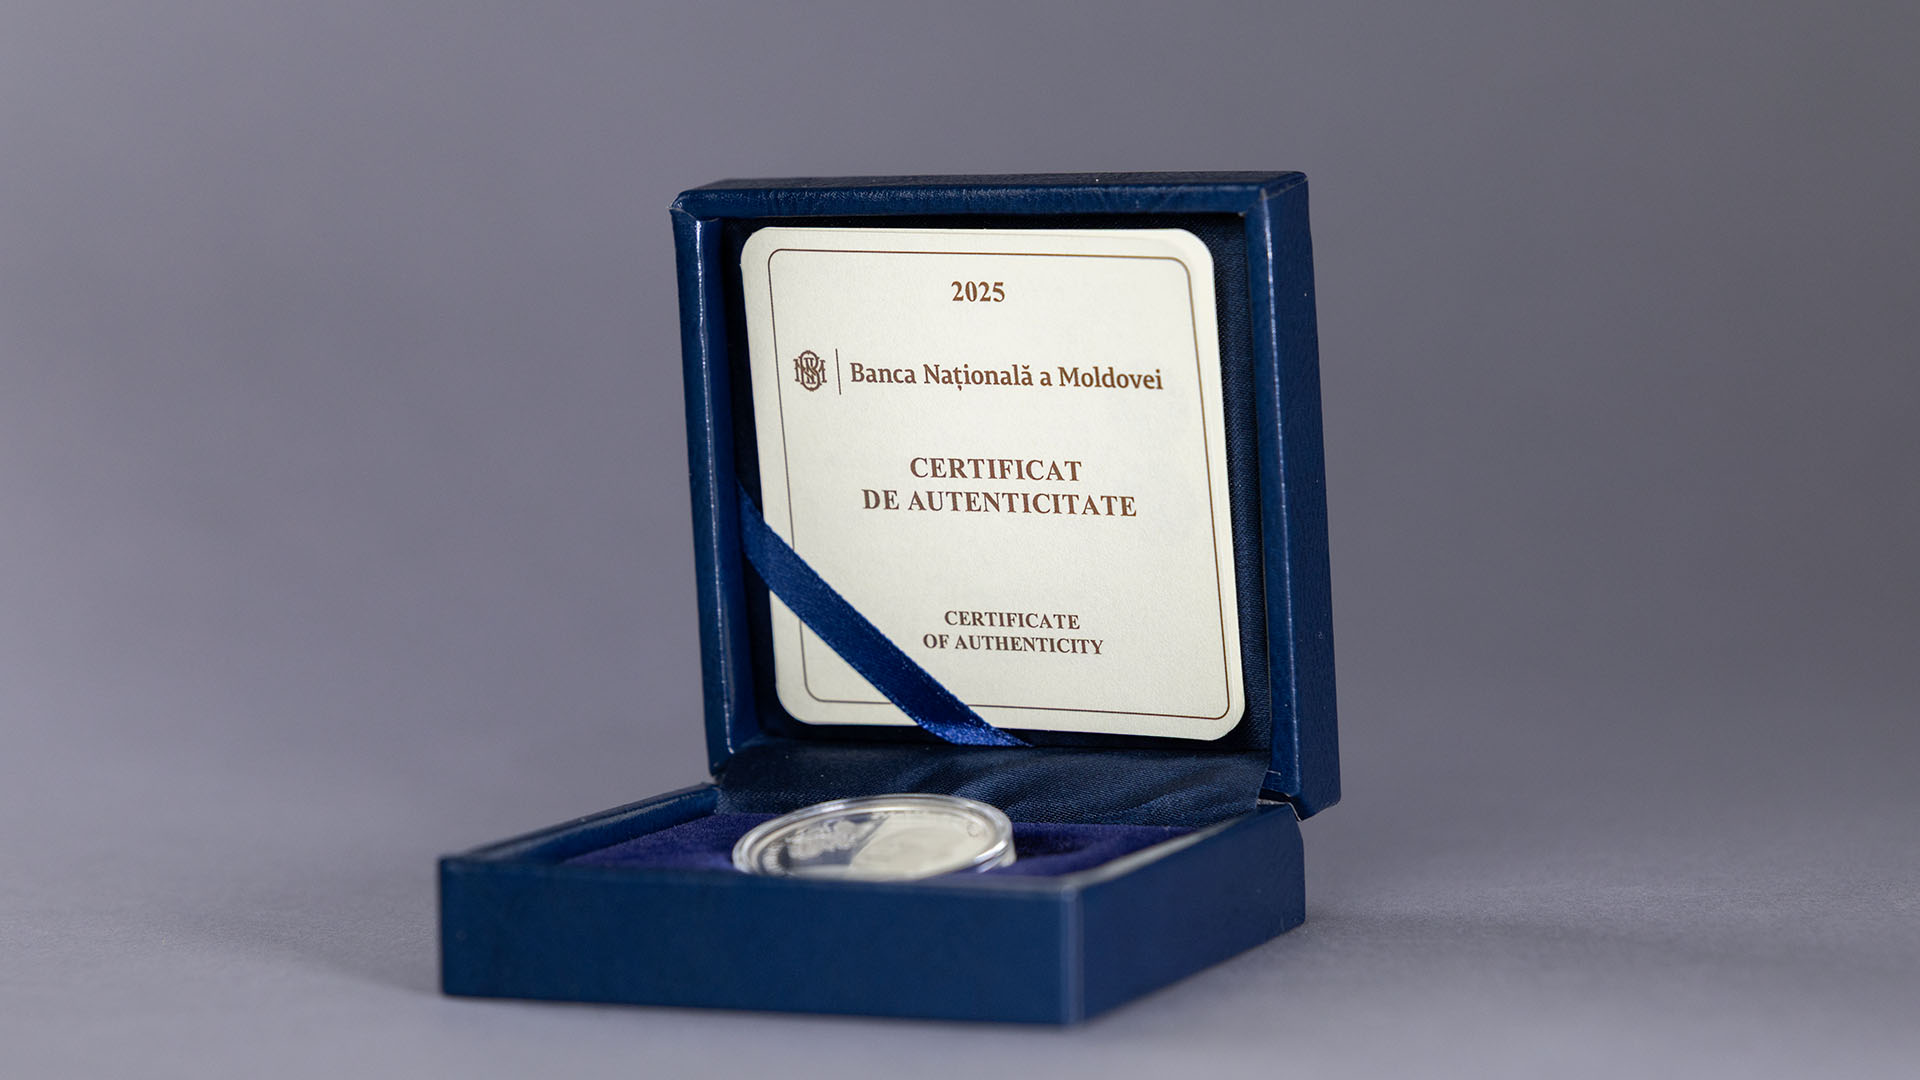 2025
Banca Națională a Moldovei
CERTIFICAT
DE AUTENTICITATE
CERTIFICATE
OF AUTHENTICITY